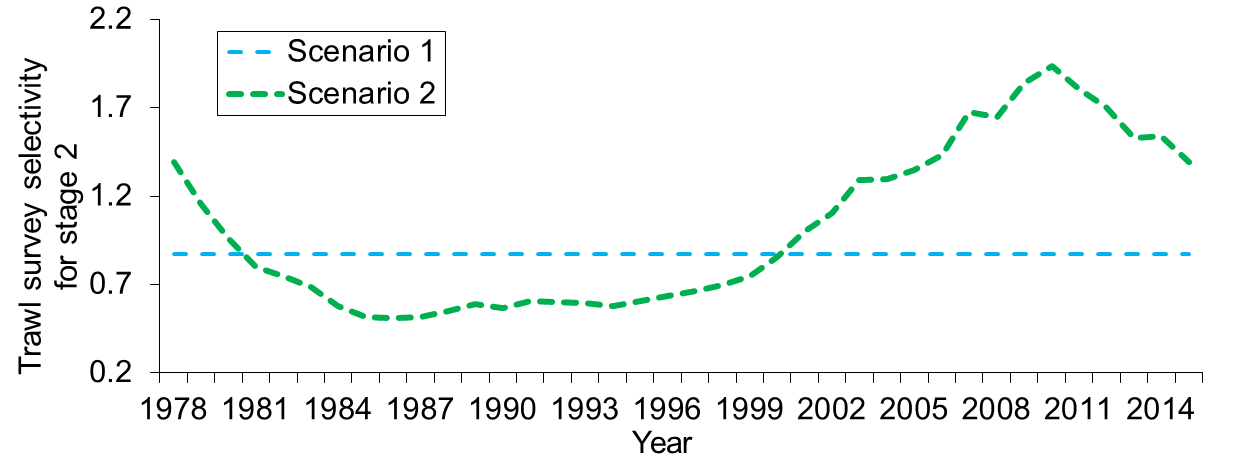 Trawl survey selectivity
for stage 2
2.2
1.7
1.2
0.7
0.2
Scenario 1
Scenario 2
1978 1981 1984 1987 1990 1993 1996 1999 2002 2005 2008 2011 2014
Year